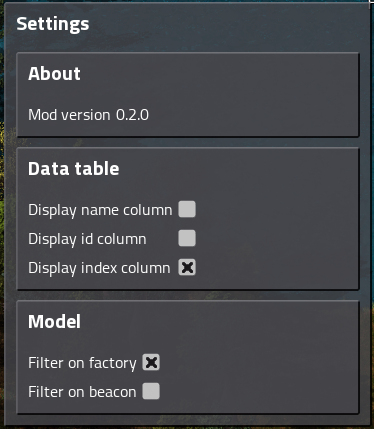 Settings
About
Mod version 0.2.0
Data table
Display name column
Display id column
Display index column
Model
Filter on factory
Filter on beacon